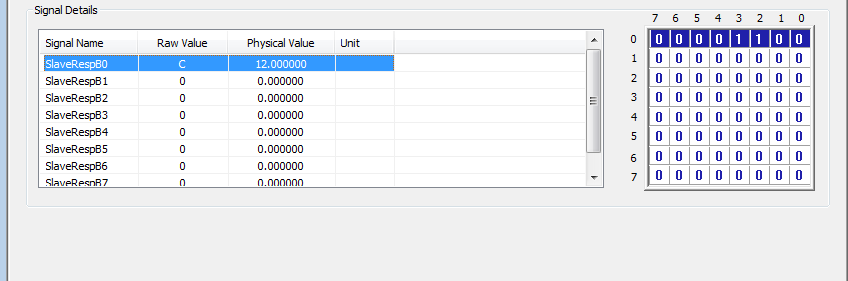 Signal Details
Signal Name Raw Value Physical Value Unit
SlaveRespB0 C 12.000000
SlaveRespB1 0 0.000000
SlaveRespB2 0 0.000000
SlaveRespB3 0 0.000000
SlaveRespB4 0 0.000000
SlaveRespB5 0 0.000000
SlaveRespB6 0 0.000000
SlaveRespB7 0 0.000000
7 6 5 4 3 2 1 0
0 0 0 0 0 1 1 0 0
1 0 0 0 0 0 0 0 0
2 0 0 0 0 0 0 0 0
3 0 0 0 0 0 0 0 0
4 0 0 0 0 0 0 0 0
5 0 0 0 0 0 0 0 0
6 0 0 0 0 0 0 0 0
7 0 0 0 0 0 0 0 0